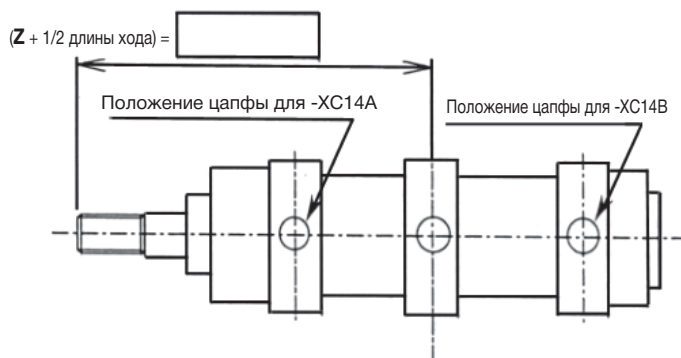 (Z + 1/2 длины хода) =
Положение цапфы для -XC14A
Положение цапфы для -XC14B